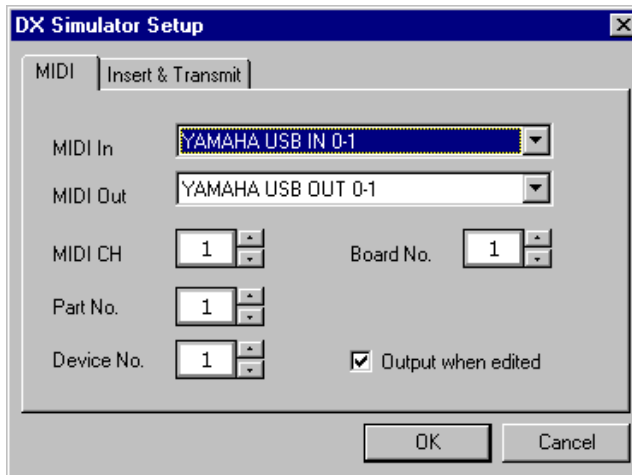 DX Simulator Setup
MIDI Insert & Transmit
MIDI In YAMAHA USB IN 0-1
MIDI Out YAMAHA USB OUT 0-1
MIDI CH 1 Board No. 1
Part No. 1
Device No. 1 Output when edited
OK Cancel